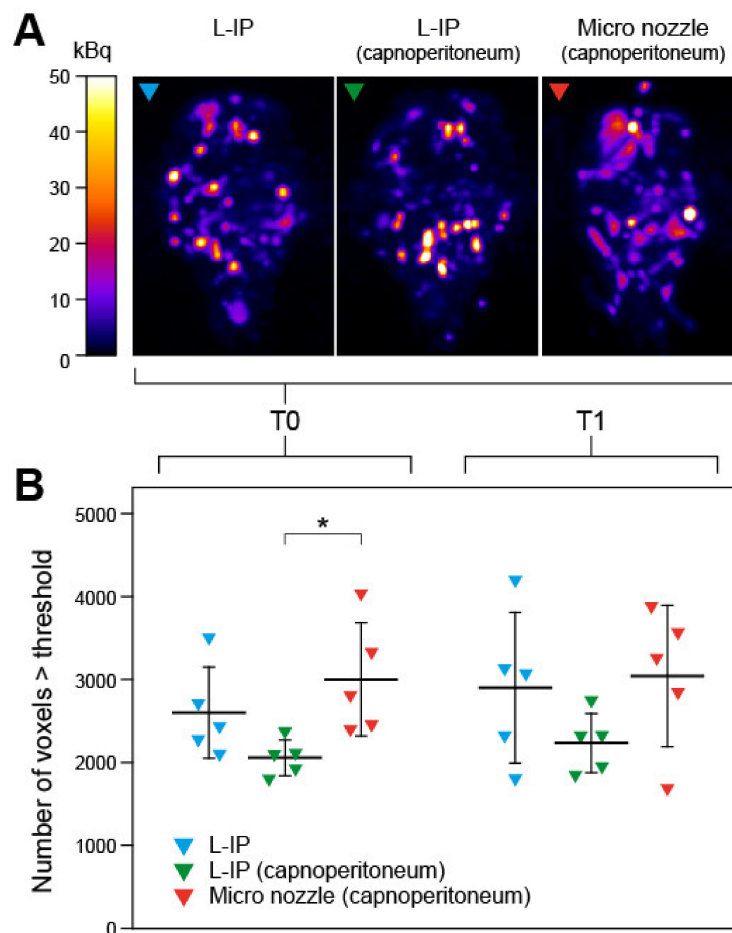 A
L-IP
L-IP
(capnoperitoneum)
Micro nozzle
(capnoperitoneum)
kBq
50
40
30
20
10
0
T0
T1
B
Number of voxels > threshold
5000
4000
3000
2000
1000
0
*
L-IP
L-IP (capnoperitoneum)
Micro nozzle (capnoperitoneum)